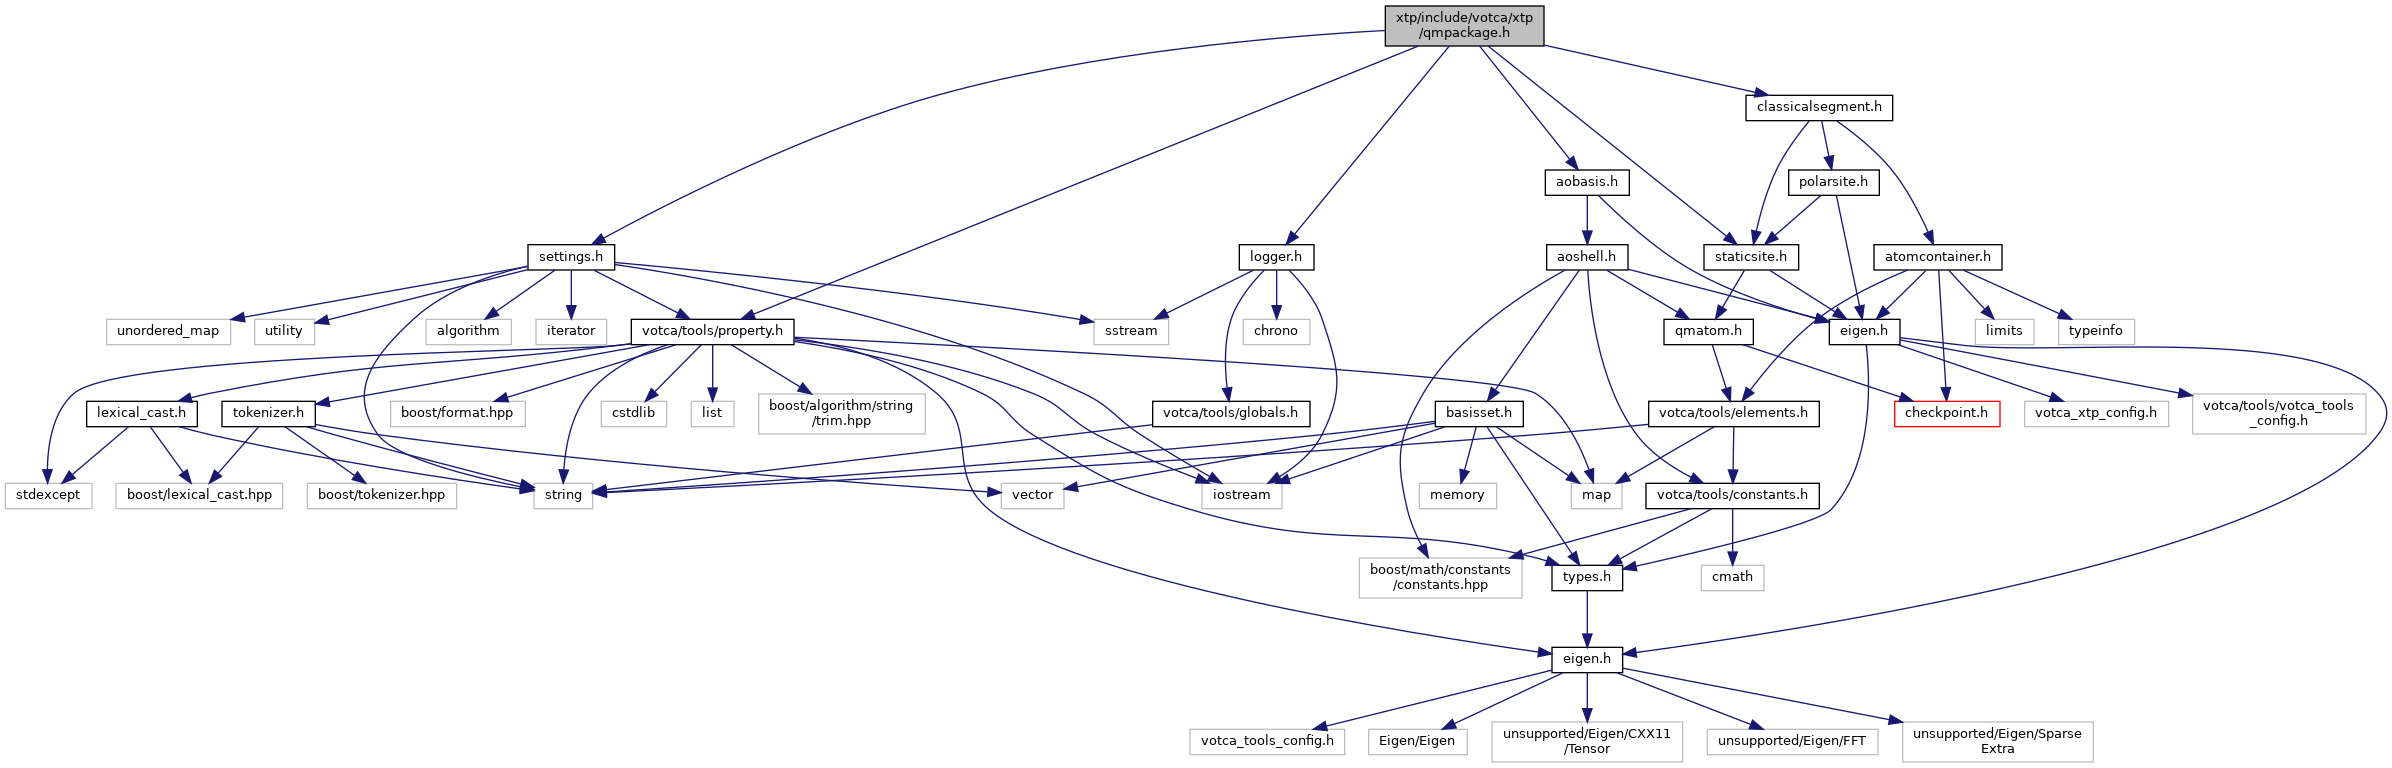 xtp/include/votca/xtp
/qmpackage.h
classicalsegment.h
aobasis.h
polarsite.h
settings.h
logger.h
aoshell.h
staticsite.h
atomcontainer.h
unordered_map
utility
algorithm
iterator
votca/tools/property.h
sstream
chrono
qmatom.h
eigen.h
limits
typeinfo
lexical_cast.h
tokenizer.h
boost/format.hpp
cstdlib
list
boost/algorithm/string
/trim.hpp
votca/tools/globals.h
basisset.h
votca/tools/elements.h
checkpoint.h
votca_xtp_config.h
votca/tools/votca_tools
_config.h
stdexcept
boost/lexical_cast.hpp
boost/tokenizer.hpp
string
vector
iostream
memory
map
votca/tools/constants.h
boost/math/constants
/constants.hpp
types.h
cmath
eigen.h
votca_tools_config.h
Eigen/Eigen
unsupported/Eigen/CXX11
/Tensor
unsupported/Eigen/FFT
unsupported/Eigen/Sparse
Extra